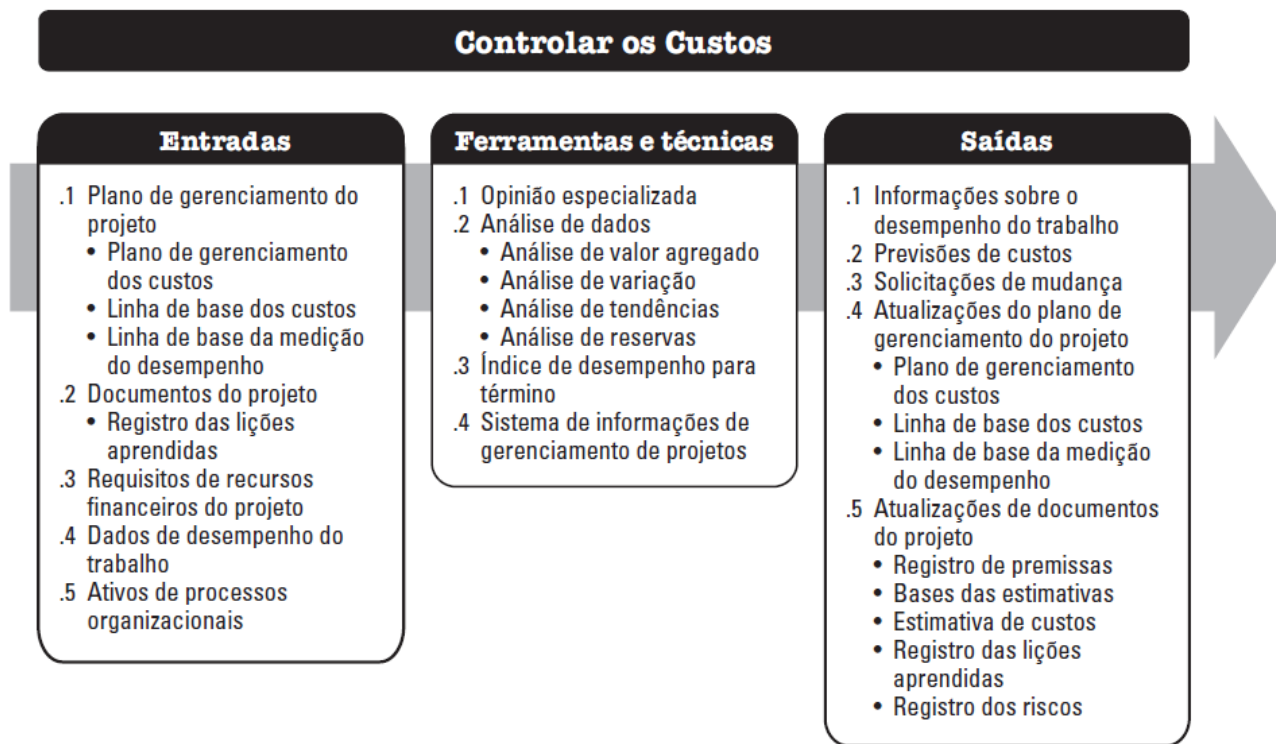 Controlar os Custos
Entradas
.1 Plano de gerenciamento do
projeto
• Plano de gerenciamento
dos custos
• Linha de base dos custos
• Linha de base da medição
do desempenho
.2 Documentos do projeto
• Registro das lições
aprendidas
.3 Requisitos de recursos
financeiros do projeto
.4 Dados de desempenho do
trabalho
.5 Ativos de processos
organizacionais
Ferramentas e técnicas
.1 Opinião especializada
.2 Análise de dados
• Análise de valor agregado
• Análise de variação
• Análise de tendências
• Análise de reservas
.3 Índice de desempenho para
término
.4 Sistema de informações de
gerenciamento de projetos
Saídas
.1 Informações sobre o
desempenho do trabalho
.2 Previsões de custos
.3 Solicitações de mudança
.4 Atualizações do plano de
gerenciamento do projeto
• Plano de gerenciamento
dos custos
• Linha de base dos custos
• Linha de base da medição
do desempenho
.5 Atualizações de documentos
do projeto
• Registro de premissas
• Bases das estimativas
• Estimativa de custos
• Registro das lições
aprendidas
• Registro dos riscos